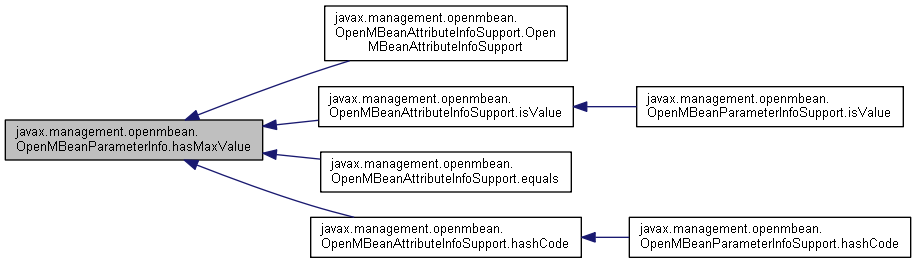 javax.management.openmbean.
OpenMBeanAttributeInfoSupport.Open
MBeanAttributeInfoSupport
javax.management.openmbean.
OpenMBeanAttributeInfoSupport.isValue
javax.management.openmbean.
OpenMBeanParameterInfoSupport.isValue
javax.management.openmbean.
OpenMBeanParameterInfo.hasMaxValue
javax.management.openmbean.
OpenMBeanAttributeInfoSupport.equals
javax.management.openmbean.
OpenMBeanAttributeInfoSupport.hashCode
javax.management.openmbean.
OpenMBeanParameterInfoSupport.hashCode